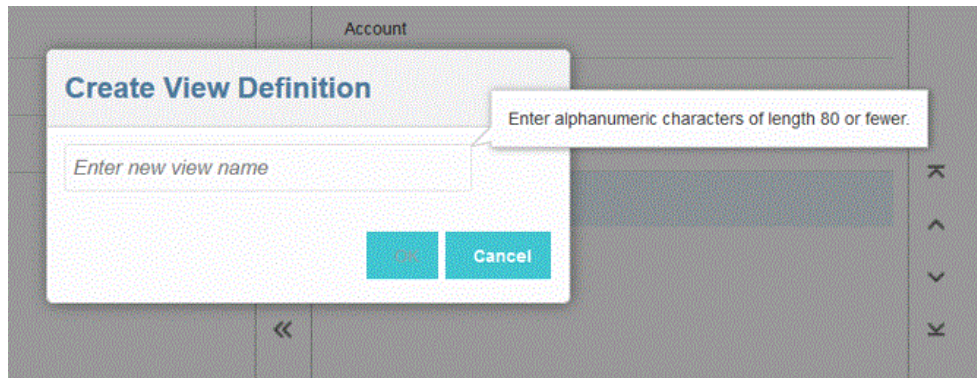 Account
Create View Definition
Enter alphanumeric characters of length 80 or fewer.
Enter new view name
OK
Cancel